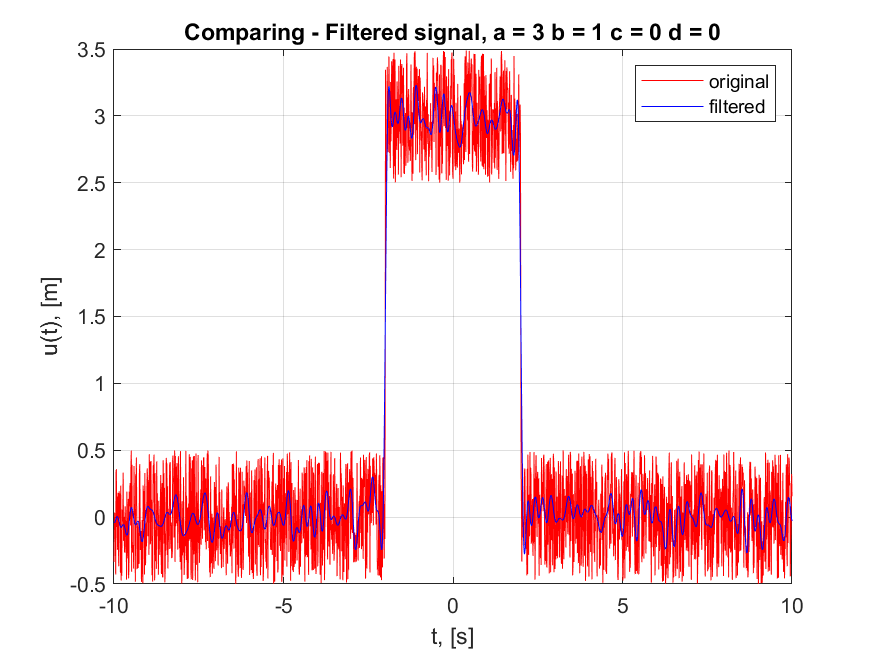 Comparing - Filtered signal, a = 3 b = 1 c = 0 d = 0
3.5
3
2.5
2
1.5
1
0.5
0
-0.5
u(t), [m]
original
filtered
-10
-5
0
5
10
t, [s]